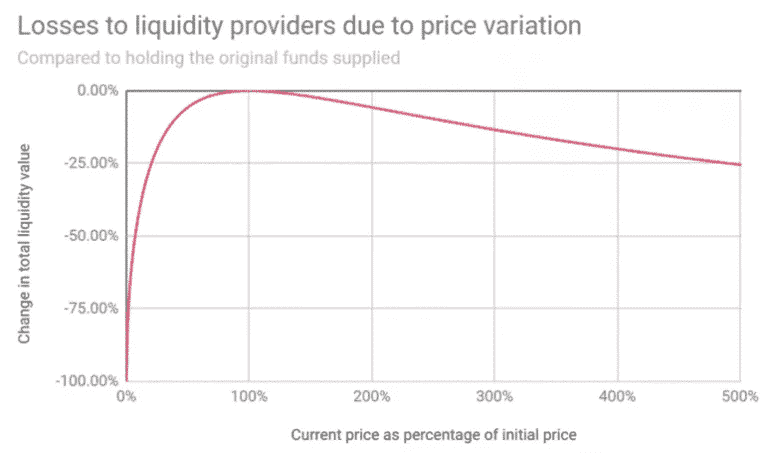 Losses to liquidity providers due to price variation
Compared to holding the original funds supplied
Change in total liquidity value
0.00%
-25.00%
-50.00%
-75.00%
-100.00%
0% 100% 200% 300% 400% 500%
Current price as percentage of initial price